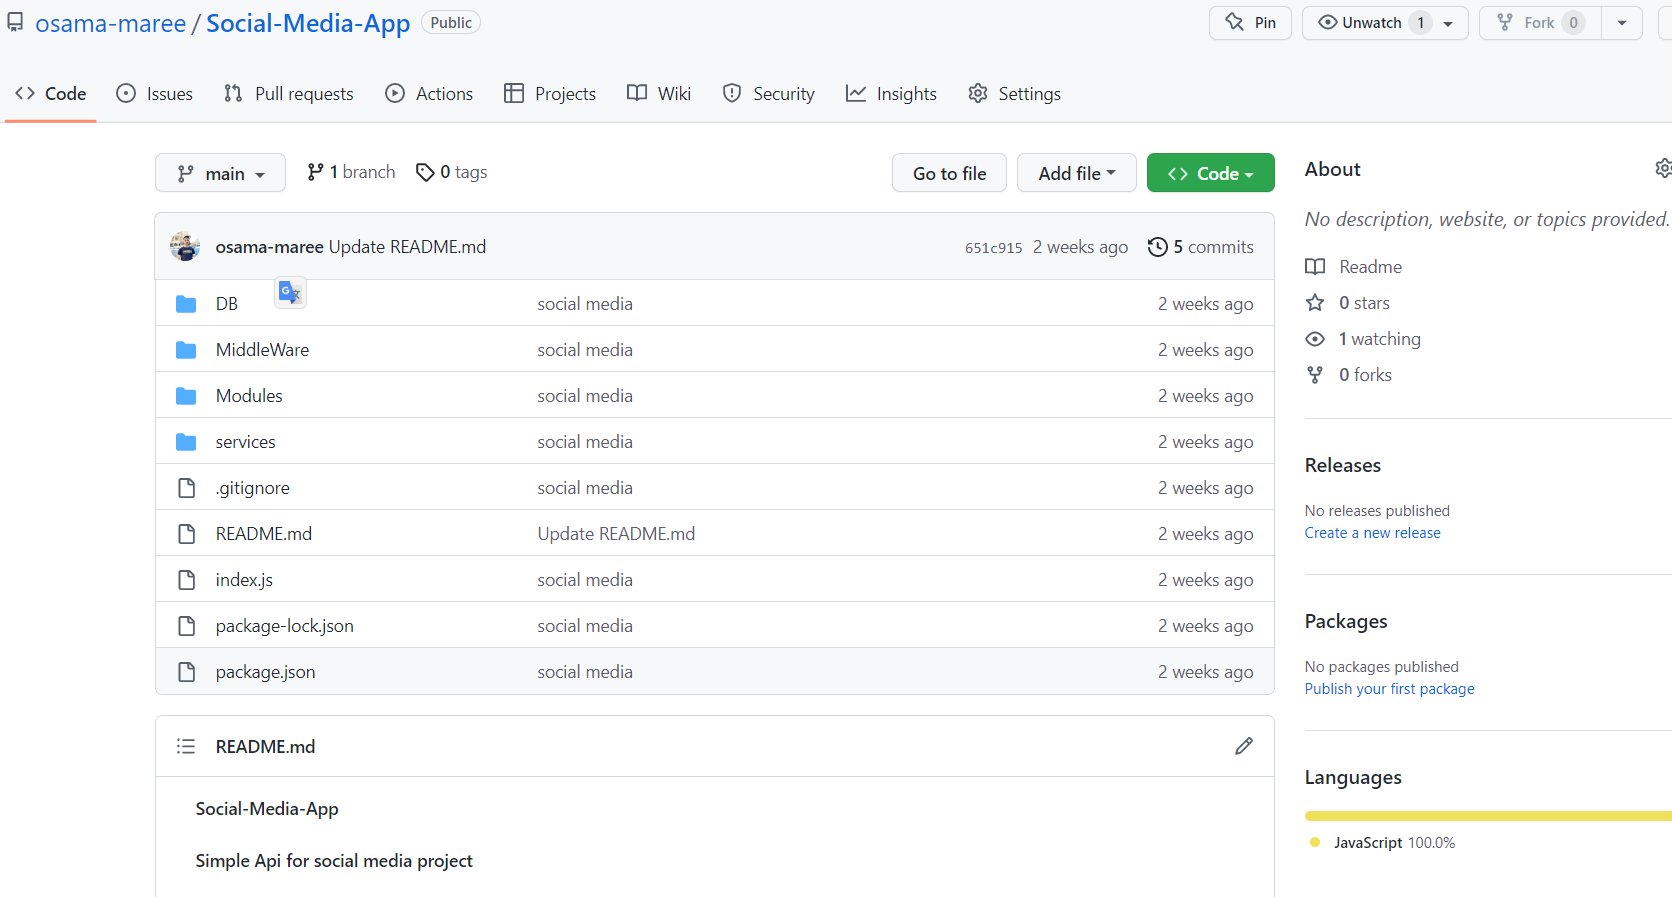 osama-maree / Social-Media-App Public Pin Unwatch 1 Fork 0
Code Issues Pull requests Actions Projects Wiki Security Insights Settings
main 1 branch 0 tags Go to file Add file Code
osama-maree Update README.md 651c915 2 weeks ago 5 commits
DB social media 2 weeks ago
MiddleWare social media 2 weeks ago
Modules social media 2 weeks ago
services social media 2 weeks ago
.gitignore social media 2 weeks ago
README.md Update README.md 2 weeks ago
index.js social media 2 weeks ago
package-lock.json social media 2 weeks ago
package.json social media 2 weeks ago
README.md
Social-Media-App
Simple Api for social media project
About
No description, website, or topics provided.
Readme
0 stars
1 watching
0 forks
Releases
No releases published
Create a new release
Packages
No packages published
Publish your first package
Languages
JavaScript 100.0%